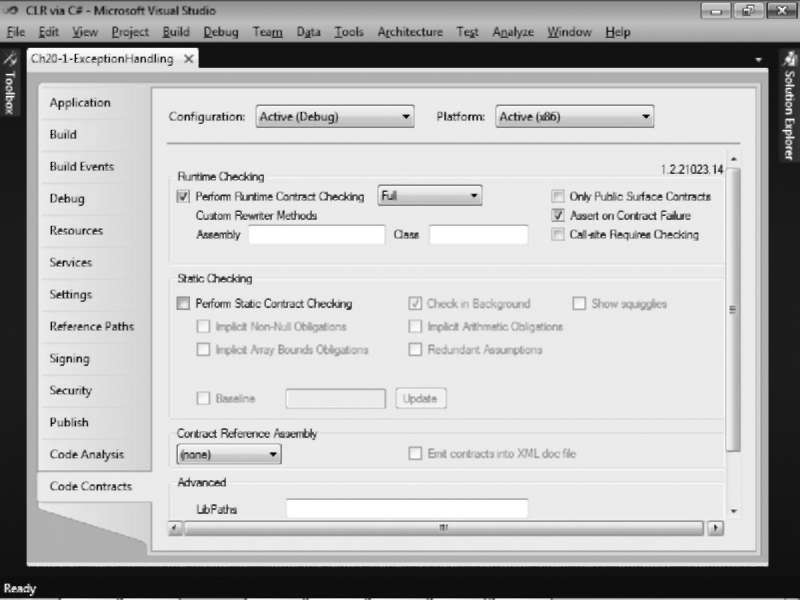 CLR via C# - Microsoft Visual Studio
File Edit View Project Build Debug Team Data Tools Architecture Test Analyze Window Help
Ch20-1-ExceptionHandling
Toolbox
Solution Explorer
Application
Build
Build Events
Debug
Resources
Services
Settings
Reference Paths
Signing
Security
Publish
Code Analysis
Code Contracts
Configuration: Active (Debug) Platform: Active (x86)
1.2.21023.14
Runtime Checking
Perform Runtime Contract Checking Full Only Public Surface Contracts
Custom Rewriter Methods Assert on Contract Failure
Assembly Class Call-site Requires Checking
Static Checking
Perform Static Contract Checking Check in Background Show squigglies
Implicit Non-Null Obligations Implicit Arithmetic Obligations
Implicit Array Bounds Obligations Redundant Assumptions
Baseline Update
Contract Reference Assembly
(none) Emit contracts into XML doc file
Advanced
LibPaths
Ready